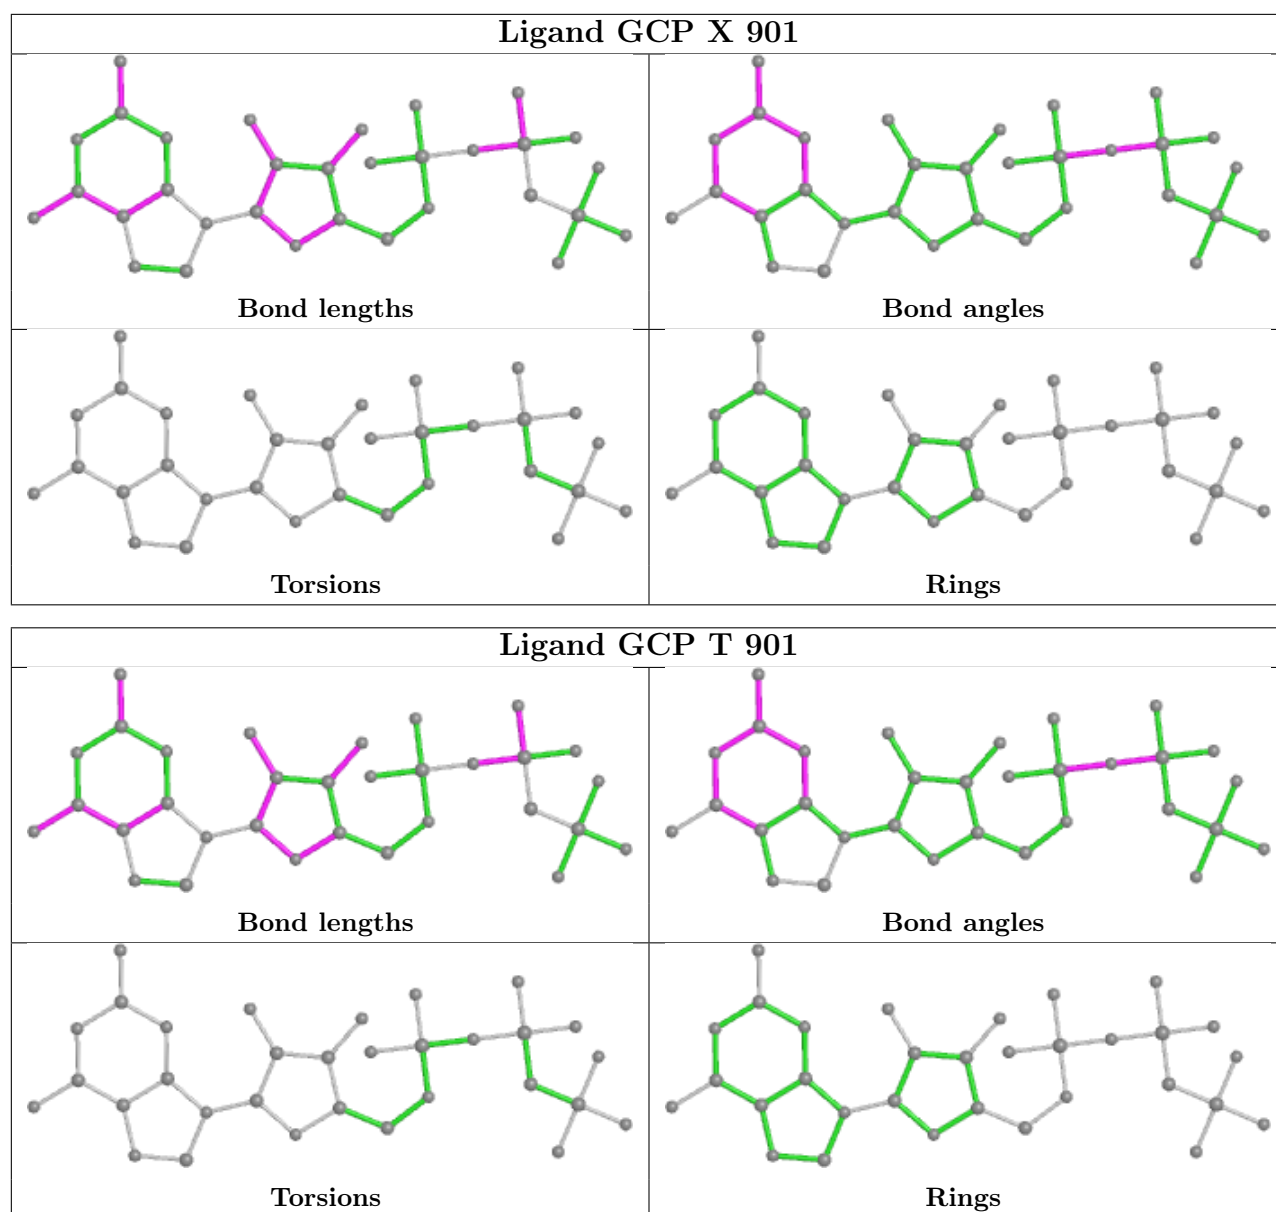 Ligand GCP X 901
Bond lengths
Bond angles
Torsions
Rings
Ligand GCP T 901
Bond lengths
Bond angles
Torsions
Rings